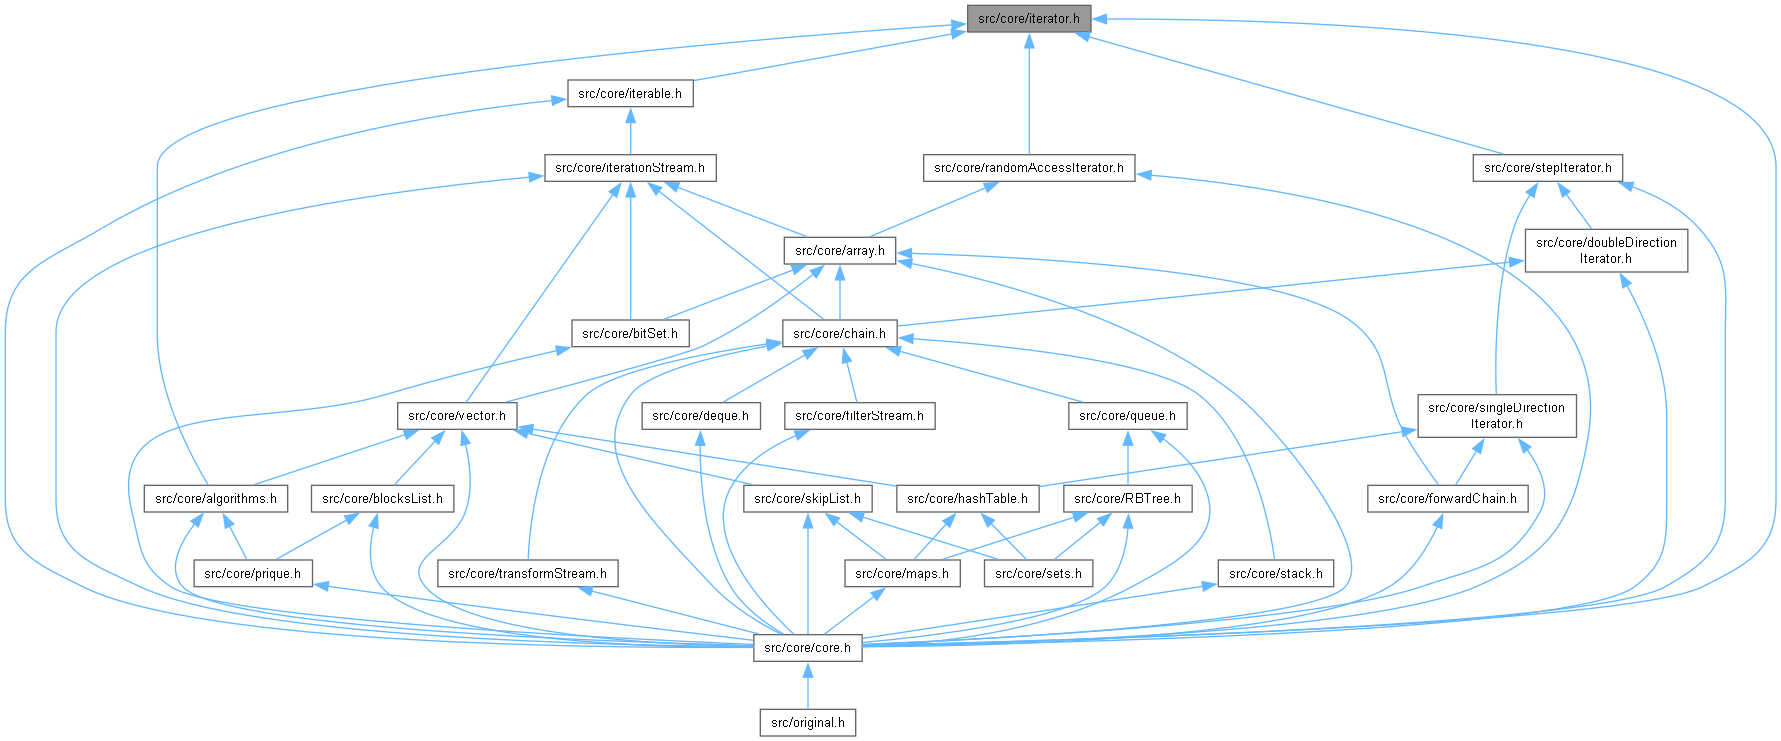 src/core/iterator.h
src/core/iterable.h
src/core/iterationStream.h
src/core/randomAccessIterator.h
src/core/stepIterator.h
src/core/array.h
src/core/doubleDirection
Iterator.h
src/core/bitSet.h
src/core/chain.h
src/core/vector.h
src/core/deque.h
src/core/filterStream.h
src/core/queue.h
src/core/singleDirection
Iterator.h
src/core/algorithms.h
src/core/blocksList.h
src/core/skipList.h
src/core/hashTable.h
src/core/RBTree.h
src/core/forwardChain.h
src/core/prique.h
src/core/transformStream.h
src/core/maps.h
src/core/sets.h
src/core/stack.h
src/core/core.h
src/original.h